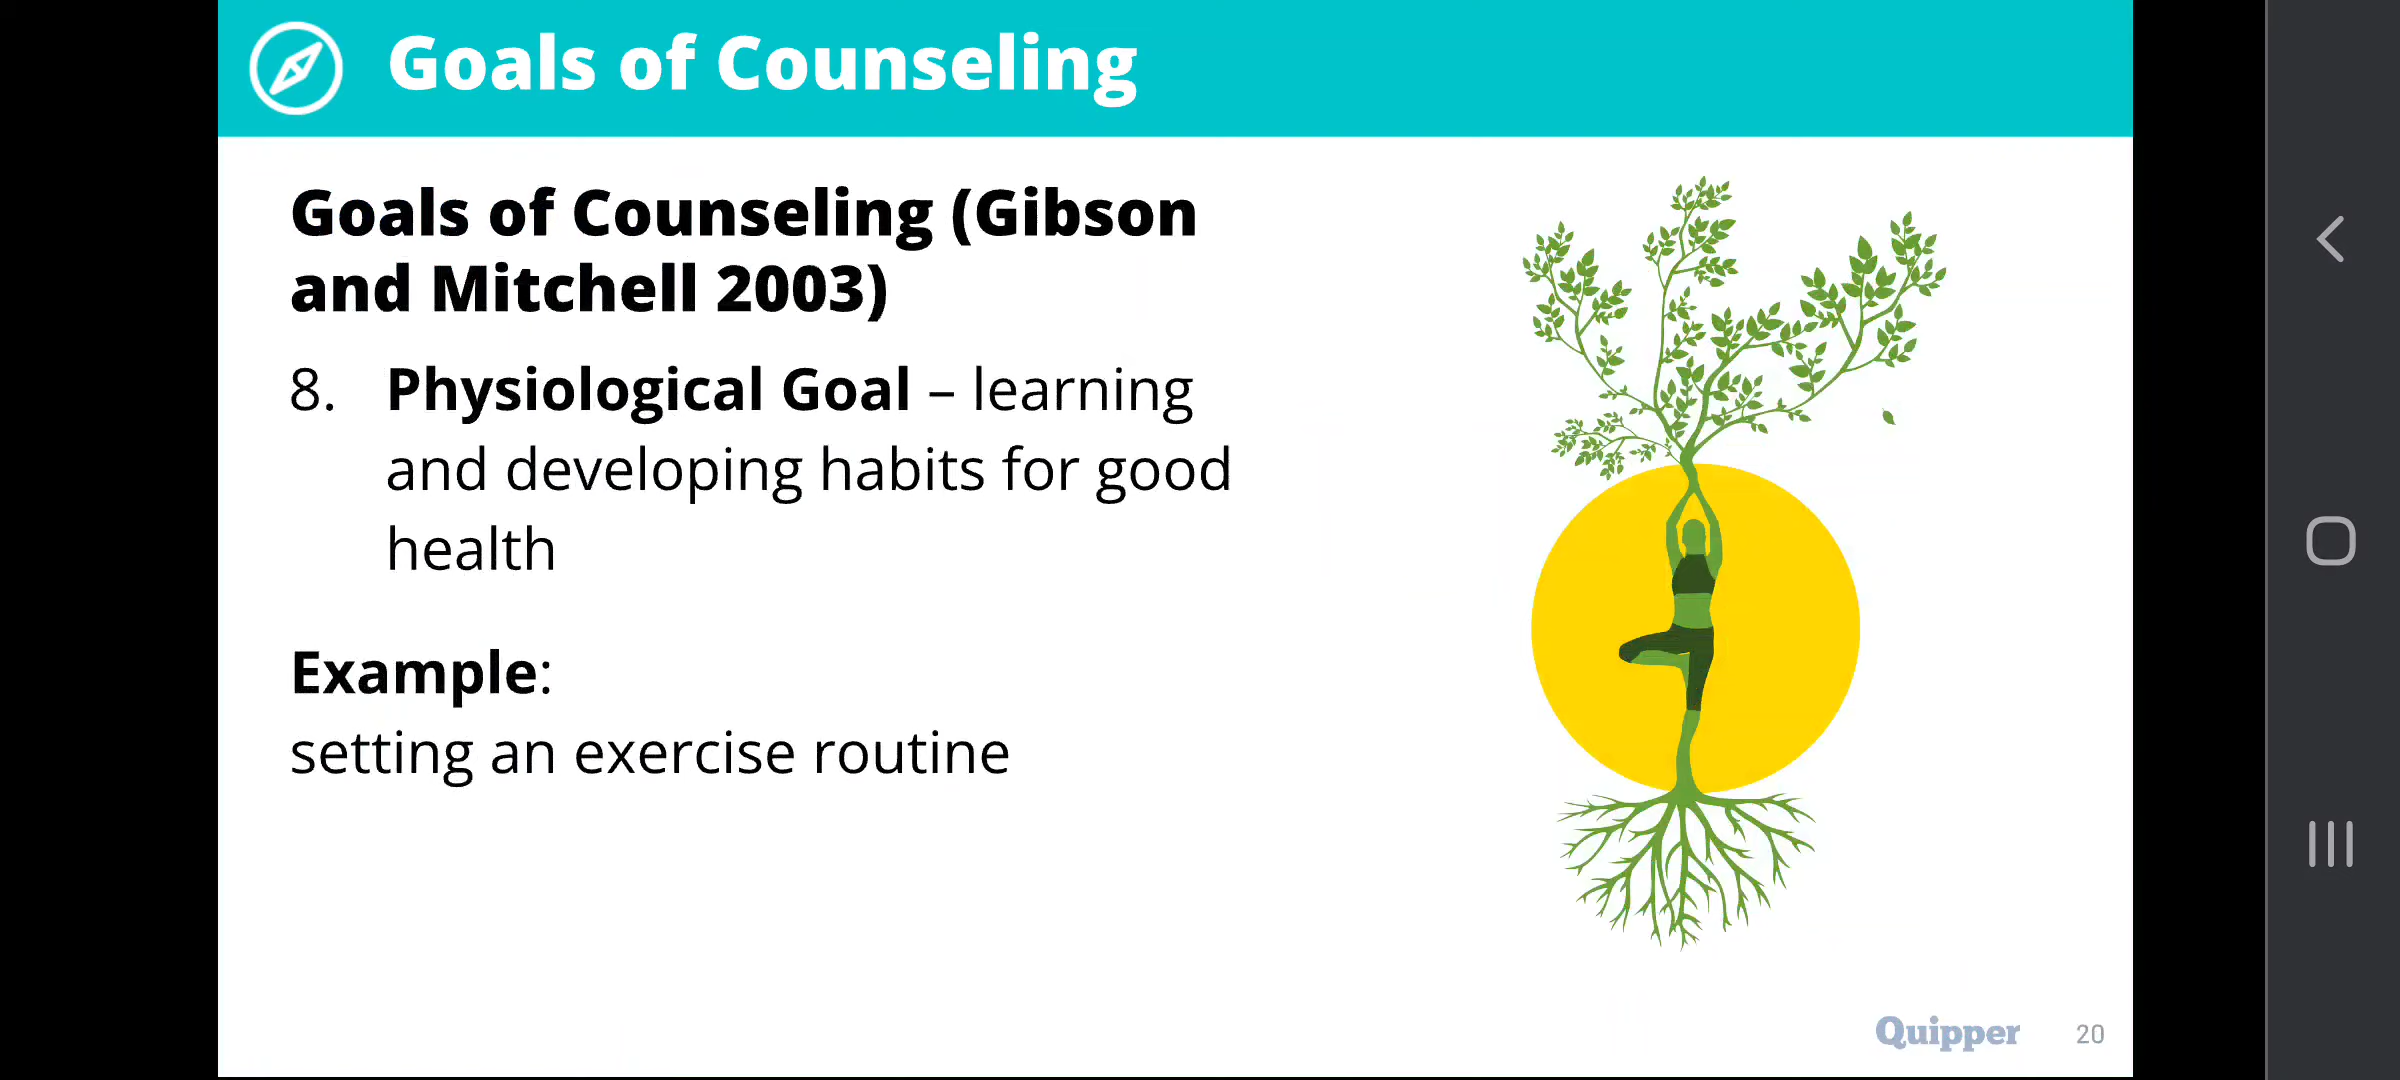 Goals of Counseling
Goals of Counseling (Gibson
and Mitchell 2003)
8. Physiological Goal – learning
and developing habits for good
health
Example:
setting an exercise routine
Quipper 20